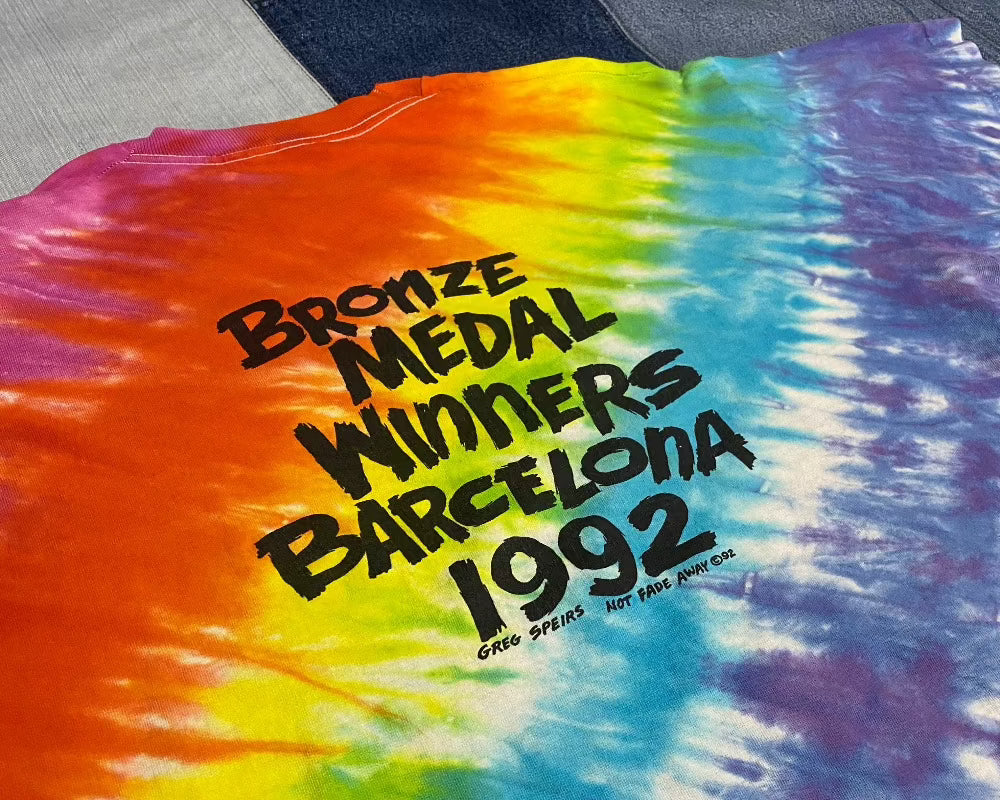 BRONZE
MEDAL
WINNERS
BARCELONA
1992
GREG SPEIRS NOT FADE AWAY ©92